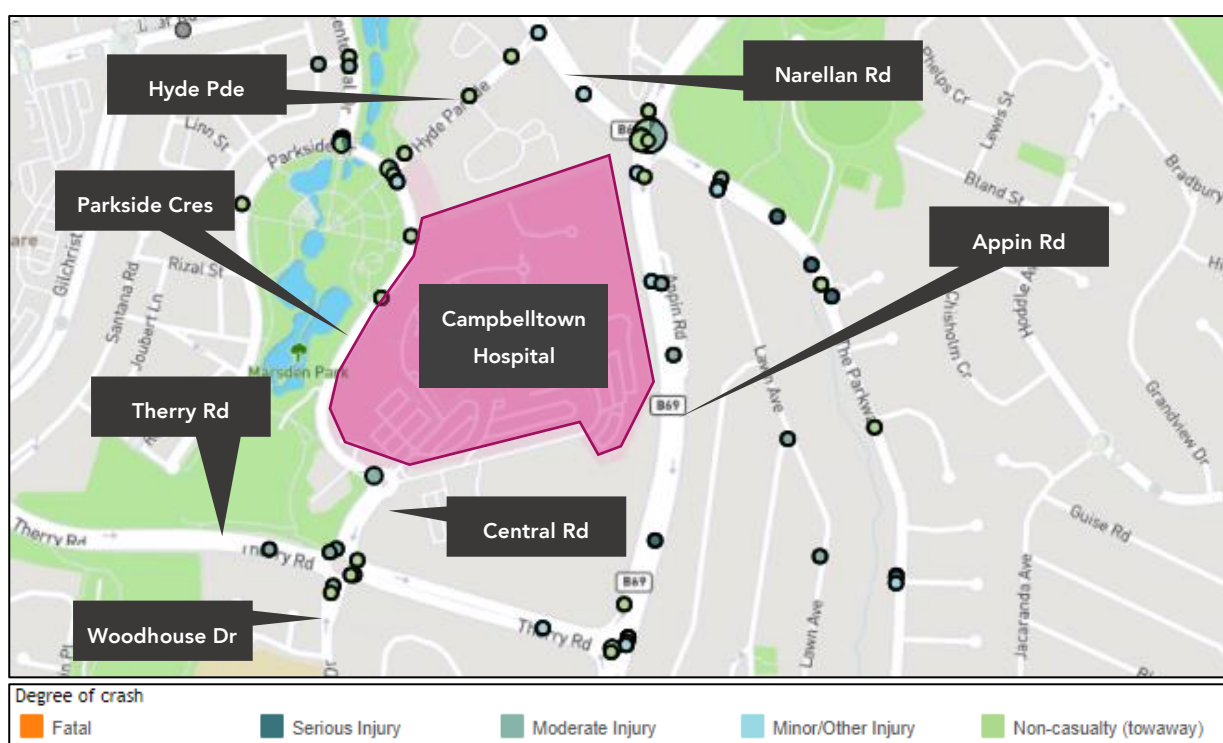 Hyde Pde
Narellan Rd
Phelps Cr
Lewis St
Linn St
Hyde Parade
Parkside
Bland St
Bradbury
Parkside Cres
Appin Rd
Gilchrist
Rizal St
Santana Rd
Joubert Ln
Campbelltown
Hospital
Appin Rd
Marsden Park
Lawn Ave
The Parkway
Chisholm Cr
Hoddle Av
B69
Grandview Dr
Therry Rd
Central Rd
Guise Rd
Therry Rd
Therry Rd
B69
Woodhouse Dr
Therry Rd
Lawn Ave
Jacaranda Ave
Degree of crash
Fatal
Serious Injury
Moderate Injury
Minor/Other Injury
Non-casualty (towaway)